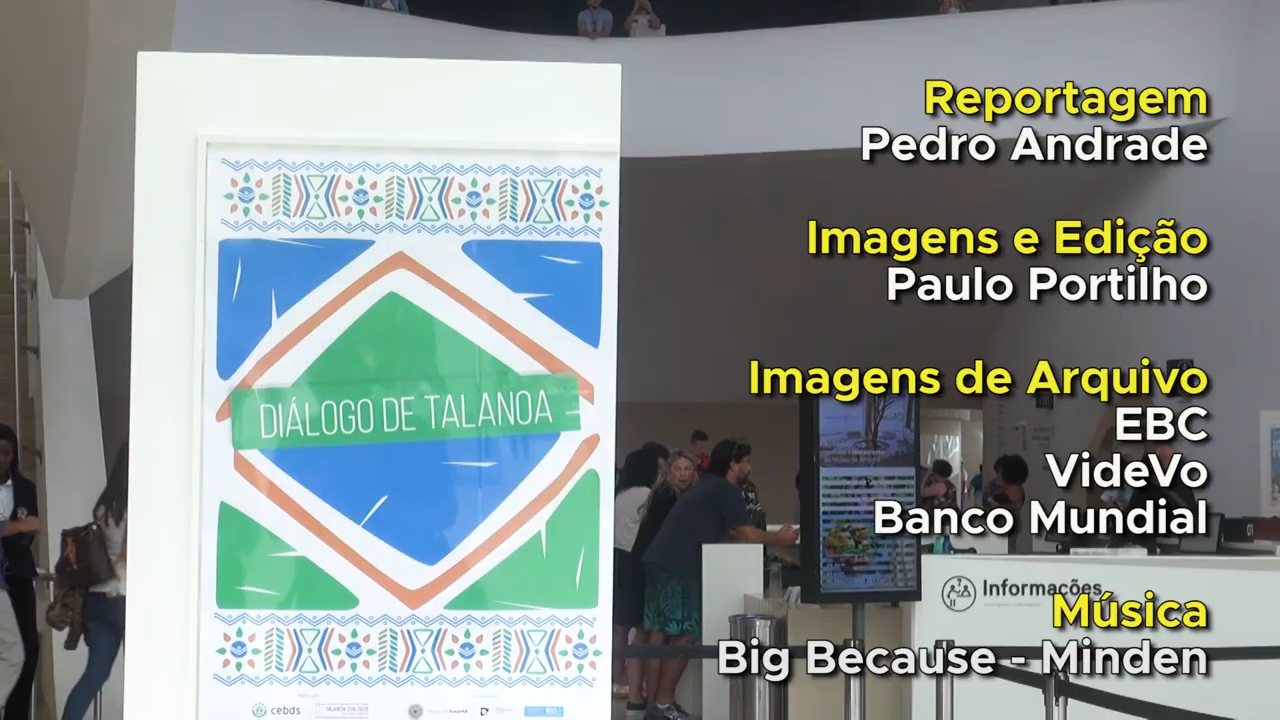 DIÁLOGO DE TALANOA
cebds
Reportagem
Pedro Andrade
Imagens e Edição
Paulo Portilho
Imagens de Arquivo
EBC
VideVo
Banco Mundial
Informações
Música
Big Because - Minden